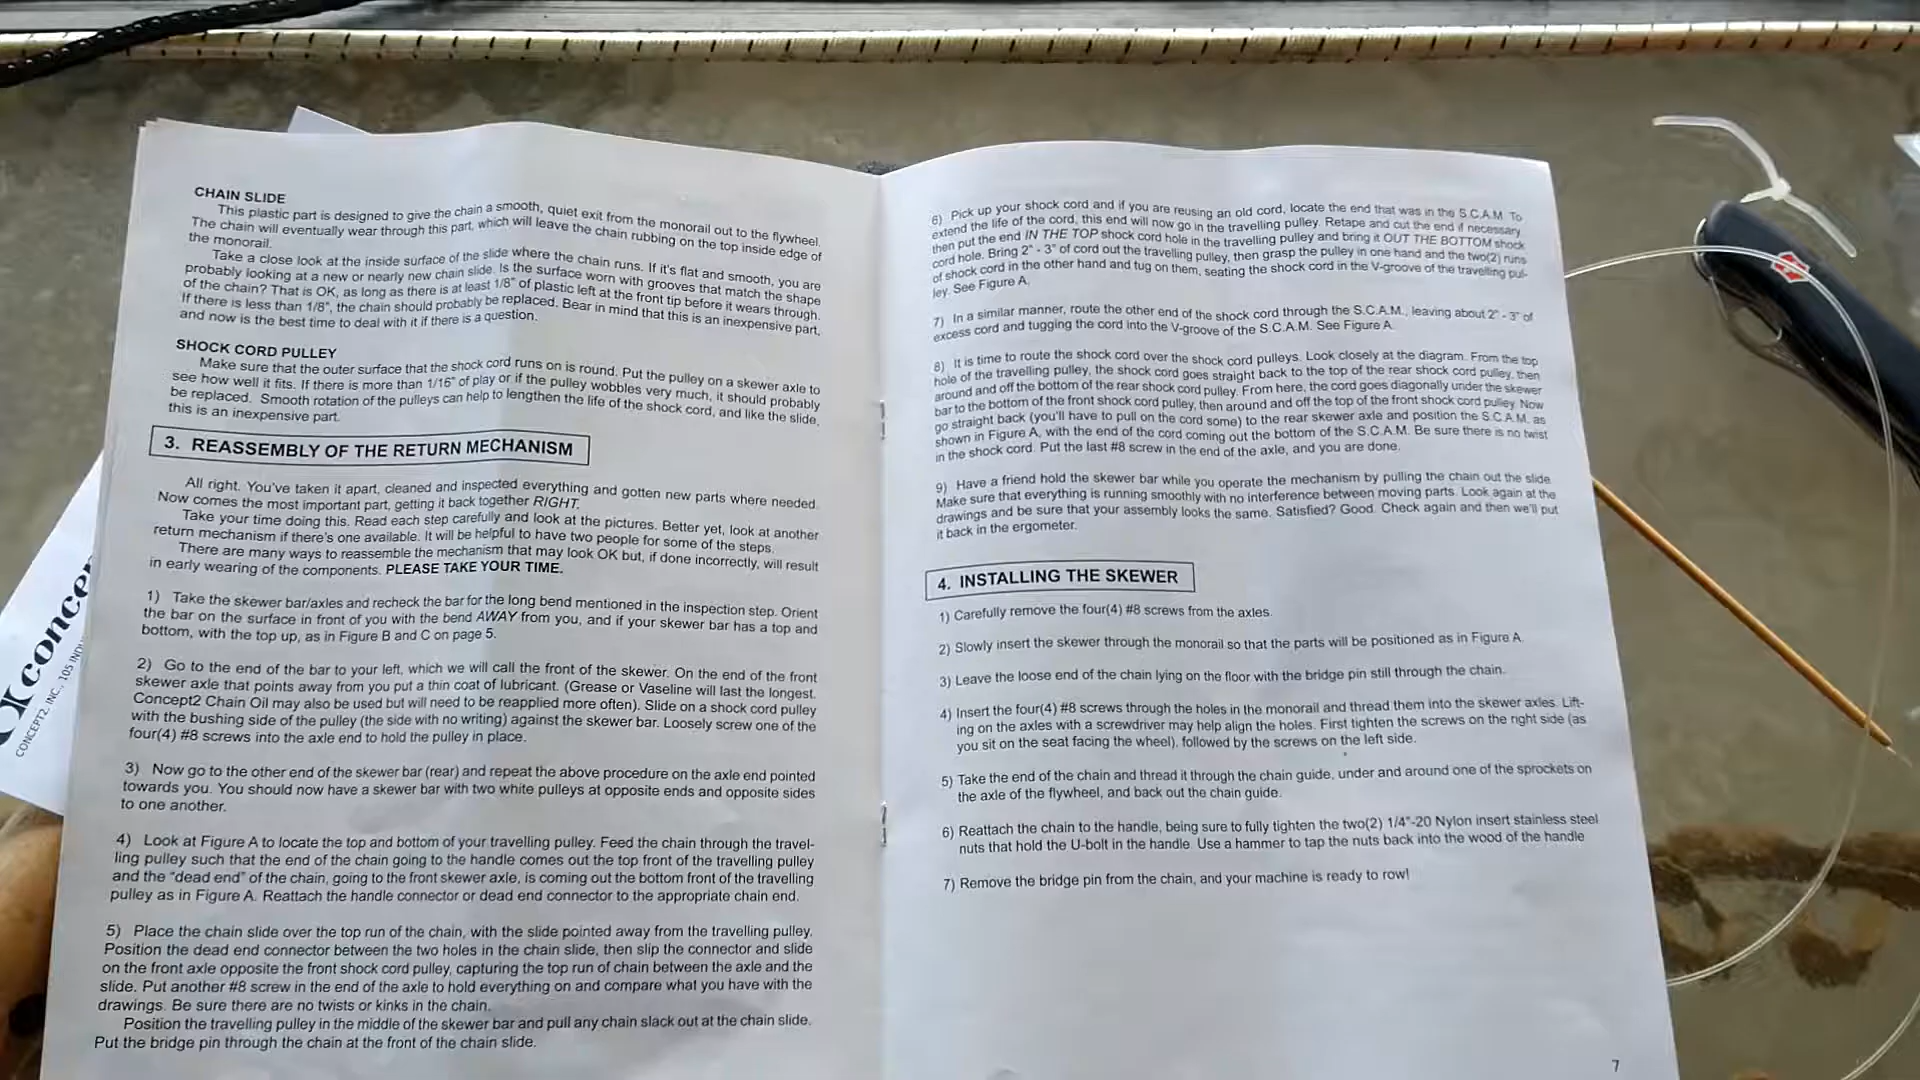 CHAIN SLIDE
This plastic part is designed to give the chain a smooth, quiet exit from the monorail out to the flywheel.
The chain will eventually wear through this part, which will leave the chain rubbing on the top inside edge of
the monorail.
Take a close look at the inside surface of the slide where the chain runs. If it's flat and smooth, you are
probably looking at a new or nearly new chain slide. Is the surface worn with grooves that match the shape
of the chain? That is OK, as long as there is at least 1/8" of plastic left at the front tip before it wears through.
If there is less than 1/8", the chain should probably be replaced. Bear in mind that this is an inexpensive part,
and now is the best time to deal with it if there is a question.
SHOCK CORD PULLEY
Make sure that the outer surface that the shock cord runs on is round. Put the pulley on a skewer axle to
see how well it fits. If there is more than 1/16" of play or if the pulley wobbles very much, it should probably
be replaced. Smooth rotation of the pulleys can help to lengthen the life of the shock cord, and like the slide,
this is an inexpensive part.
3. REASSEMBLY OF THE RETURN MECHANISM
All right. You've taken it apart, cleaned and inspected everything and gotten new parts where needed.
Now comes the most important part, getting it back together RIGHT.
Take your time doing this. Read each step carefully and look at the pictures. Better yet, look at another
return mechanism if there's one available. It will be helpful to have two people for some of the steps.
There are many ways to reassemble the mechanism that may look OK but, if done incorrectly, will result
in early wearing of the components. PLEASE TAKE YOUR TIME.
1) Take the skewer bar/axles and recheck the bar for the long bend mentioned in the inspection step. Orient
the bar on the surface in front of you with the bend AWAY from you, and if your skewer bar has a top and
bottom, with the top up, as in Figure B and C on page 5.
2) Go to the end of the bar to your left, which we will call the front of the skewer. On the end of the front
skewer axle that points away from you put a thin coat of lubricant. (Grease or Vaseline will last the longest.
Concept2 Chain Oil may also be used but will need to be reapplied more often). Slide on a shock cord pulley
with the bushing side of the pulley (the side with no writing) against the skewer bar. Loosely screw one of the
four(4) #8 screws into the axle end to hold the pulley in place.
3) Now go to the other end of the skewer bar (rear) and repeat the above procedure on the axle end pointed
towards you. You should now have a skewer bar with two white pulleys at opposite ends and opposite sides
to one another.
4) Look at Figure A to locate the top and bottom of your travelling pulley. Feed the chain through the travel-
ling pulley such that the end of the chain going to the handle comes out the top front of the travelling pulley
and the "dead end" of the chain, going to the front skewer axle, is coming out the bottom front of the travelling
pulley as in Figure A. Reattach the handle connector or dead end connector to the appropriate chain end.
5) Place the chain slide over the top run of the chain, with the slide pointed away from the travelling pulley.
Position the dead end connector between the two holes in the chain slide, then slip the connector and slide
on the front axle opposite the front shock cord pulley, capturing the top run of chain between the axle and the
slide. Put another #8 screw in the end of the axle to hold everything on and compare what you have with the
drawings. Be sure there are no twists or kinks in the chain.
Position the travelling pulley in the middle of the skewer bar and pull any chain slack out at the chain slide.
Put the bridge pin through the chain at the front of the chain slide.
6) Pick up your shock cord and if you are reusing an old cord, locate the end that was in the S.C.A.M. To
extend the life of the cord, this end will now go in the travelling pulley. Retape and cut the end if necessary
then put the end IN THE TOP shock cord hole in the travelling pulley and bring it OUT THE BOTTOM shock
cord hole. Bring 2" - 3" of cord out the travelling pulley, then grasp the pulley in one hand and the two(2) runs
of shock cord in the other hand and tug on them, seating the shock cord in the V-groove of the travelling pul-
ley. See Figure A.
7) In a similar manner, route the other end of the shock cord through the S.C.A.M., leaving about 2" - 3" of
excess cord and tugging the cord into the V-groove of the S.C.A.M. See Figure A.
8) It is time to route the shock cord over the shock cord pulleys. Look closely at the diagram. From the top
hole of the travelling pulley, the shock cord goes straight back to the top of the rear shock cord pulley, then
around and off the bottom of the rear shock cord pulley. From here, the cord goes diagonally under the skewer
bar to the bottom of the front shock cord pulley, then around and off the top of the front shock cord pulley. Now
go straight back (you'll have to pull on the cord some) to the rear skewer axle and position the S.C.A.M. as
shown in Figure A, with the end of the cord coming out the bottom of the S.C.A.M. Be sure there is no twist
in the shock cord. Put the last #8 screw in the end of the axle, and you are done.
9) Have a friend hold the skewer bar while you operate the mechanism by pulling the chain out the slide.
Make sure that everything is running smoothly with no interference between moving parts. Look again at the
drawings and be sure that your assembly looks the same. Satisfied? Good. Check again and then we'll put
it back in the ergometer.
4. INSTALLING THE SKEWER
1) Carefully remove the four(4) #8 screws from the axles.
2) Slowly insert the skewer through the monorail so that the parts will be positioned as in Figure A.
3) Leave the loose end of the chain lying on the floor with the bridge pin still through the chain.
4) Insert the four(4) #8 screws through the holes in the monorail and thread them into the skewer axles. Lift-
ing on the axles with a screwdriver may help align the holes. First tighten the screws on the right side (as
you sit on the seat facing the wheel), followed by the screws on the left side.
5) Take the end of the chain and thread it through the chain guide, under and around one of the sprockets on
the axle of the flywheel, and back out the chain guide.
6) Reattach the chain to the handle, being sure to fully tighten the two(2) 1/4"-20 Nylon insert stainless steel
nuts that hold the U-bolt in the handle. Use a hammer to tap the nuts back into the wood of the handle
7) Remove the bridge pin from the chain, and your machine is ready to row!
7
concep
CONCEPT2, INC., 105 INDU